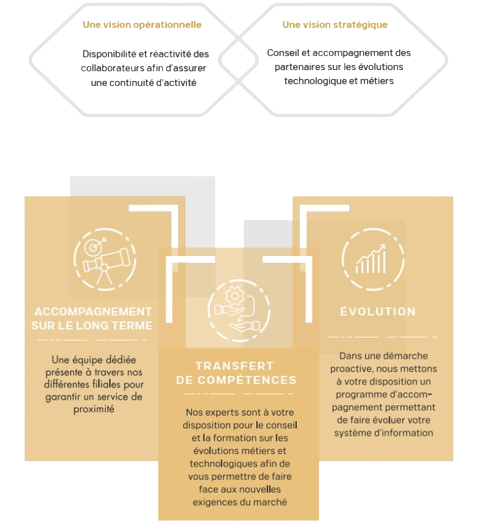 Une vision opérationnelle
Disponibilité et réactivité des
collaborateurs afin d'assurer
une continuité d'activité
Une vision stratégique
Conseil et accompagnement des
partenaires sur les évolutions
technologique et métiers
ACCOMPAGNEMENT
SUR LE LONG TERME
Une équipe dédiée
présente à travers nos
différentes filiales pour
garantir un service de
proximité
TRANSFERT
DE COMPÉTENCES
Nos experts sont à votre
disposition pour le conseil
et la formation sur les
évolutions métiers et
technologiques afin de
vous permettre de faire
face aux nouvelles
exigences du marché
ÉVOLUTION
Dans une démarche
proactive, nous mettons
à votre disposition un
programme d'accom-
pagnement permettant
de faire évoluer votre
système d'information